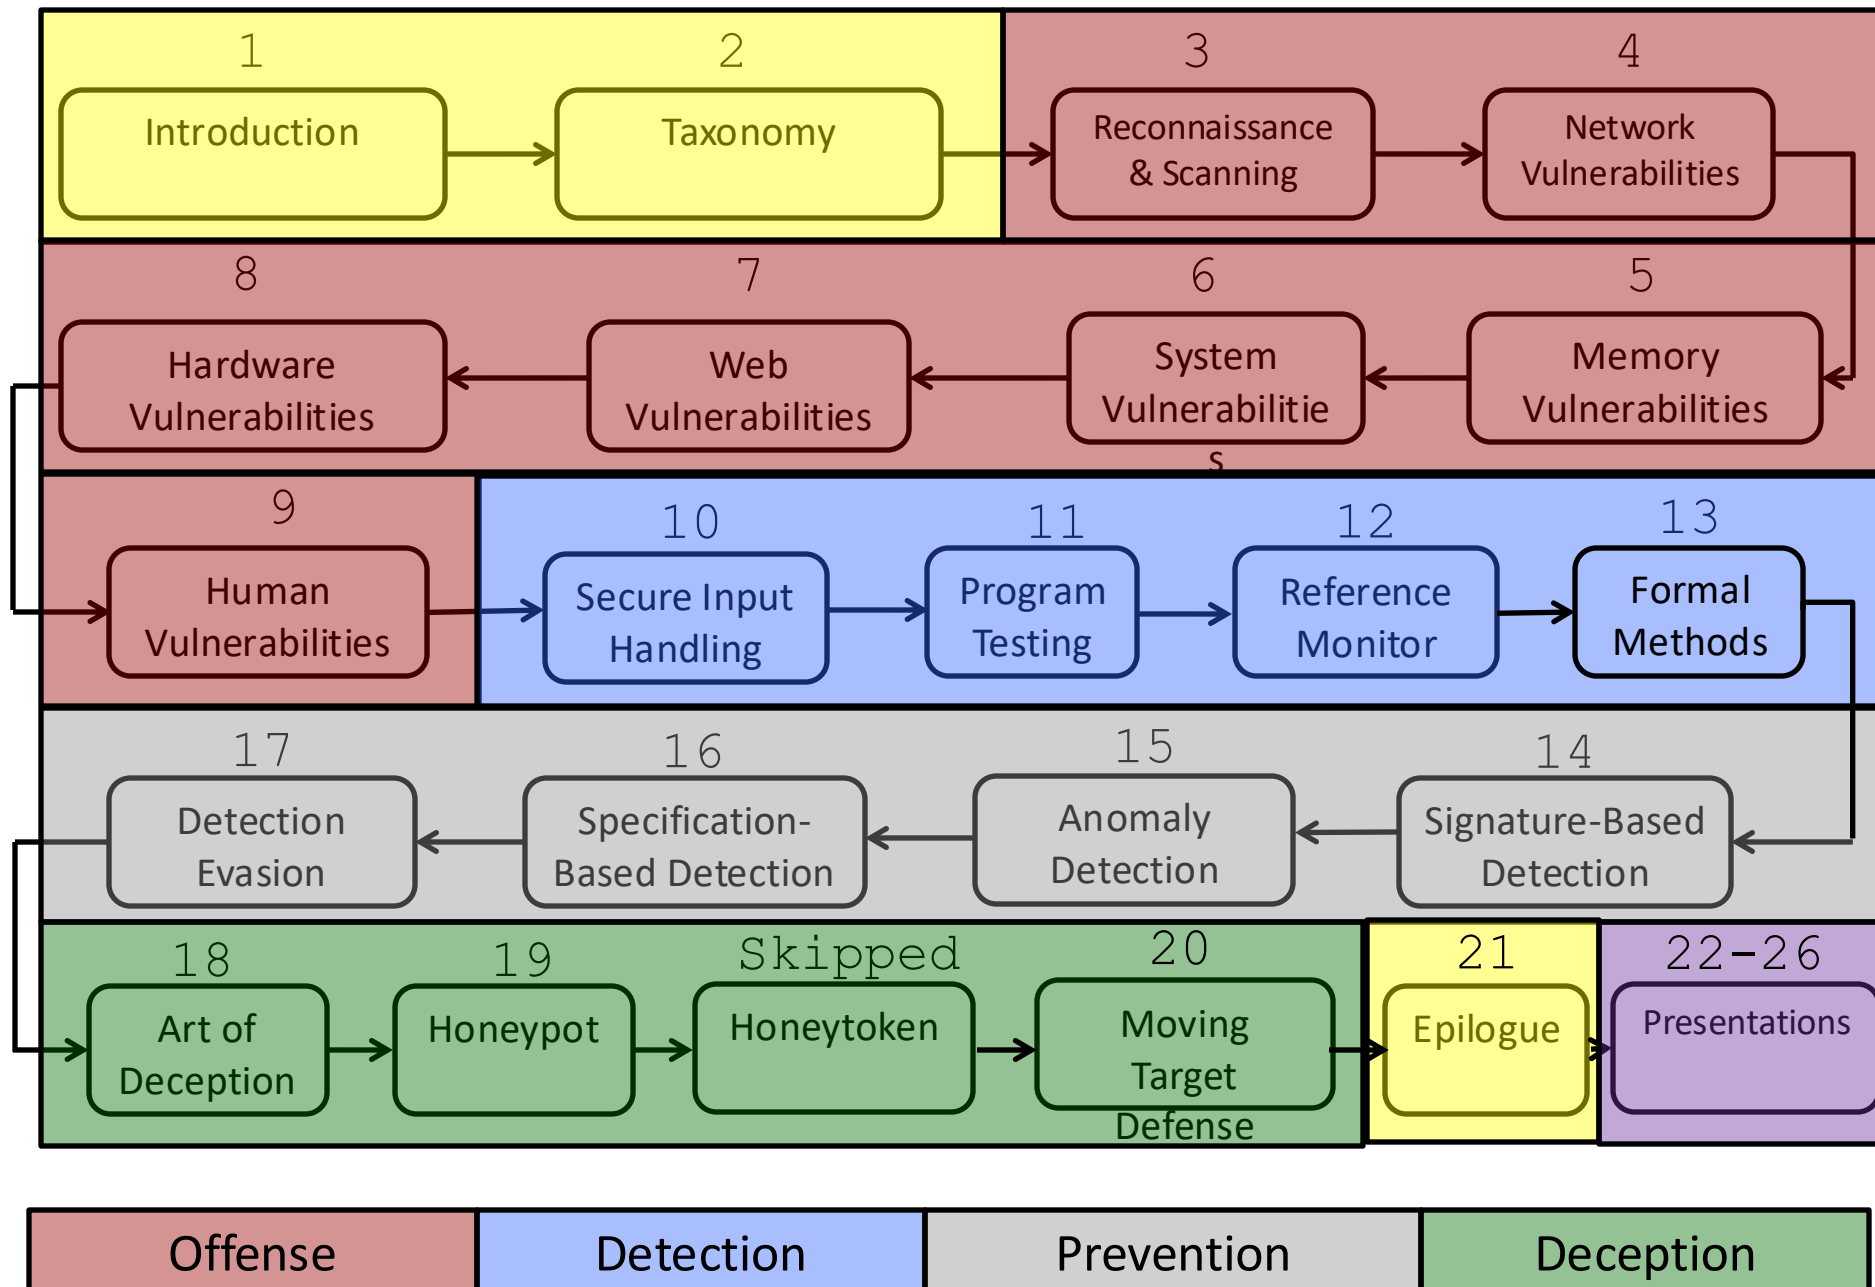 1
2
3
4
Introduction
Taxonomy
Reconnaissance
& Scanning
Network
Vulnerabilities
8
7
6
5
Hardware
Vulnerabilities
Web
Vulnerabilities
System
Vulnerabilitie
s
Memory
Vulnerabilities
9
10
11
12
13
Human
Vulnerabilities
Secure Input
Handling
Program
Testing
Reference
Monitor
Formal
Methods
17
16
15
14
Detection
Evasion
Specification-
Based Detection
Anomaly
Detection
Signature-Based
Detection
18
19
Skipped
20
21
22-26
Art of
Deception
Honeypot
Honeytoken
Moving
Target
Defense
Epilogue
Presentations
Offense
Detection
Prevention
Deception